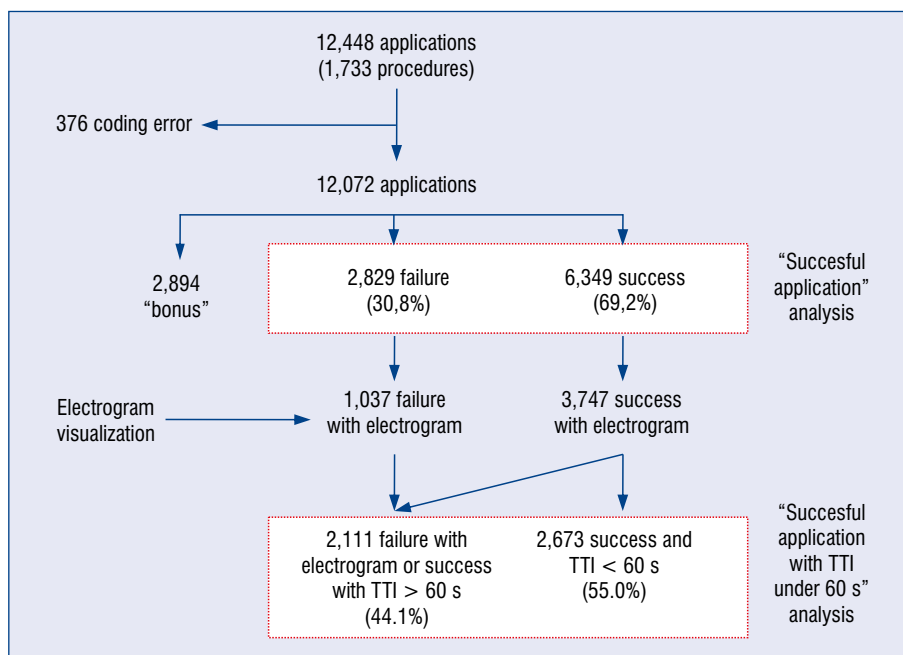 12,448 applications
(1,733 procedures)
376 coding error
12,072 applications
2,894
"bonus"
2,829 failure
(30,8%)
6,349 success
(69,2%)
"Succesful
application"
analysis
Electrogram
visualization
1,037 failure
with electrogram
3,747 success
with electrogram
2,111 failure with
electrogram or success
with TTI > 60 s
(44.1%)
2,673 success and
TTI < 60 s
(55.0%)
"Succesful
application
with TTI
under 60 s"
analysis